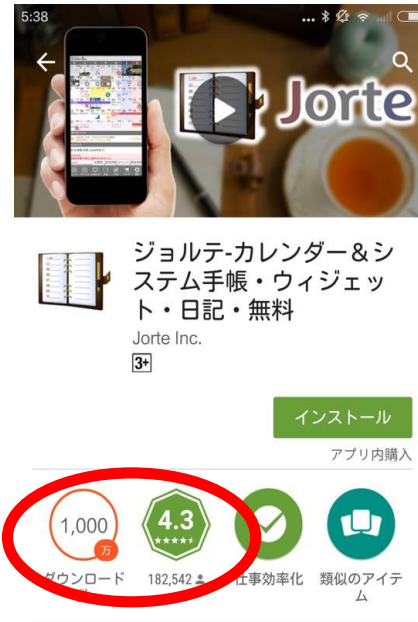 5:38
Jorte
ジョルテ-カレンダー＆シ
ステム手帳・ウィジェッ
ト・日記・無料
Jorte Inc.
3+
インストール
アプリ内購入
1,000
万
4.3
ダウンロード
182,542
仕事効率化
類似のアイテ
ム